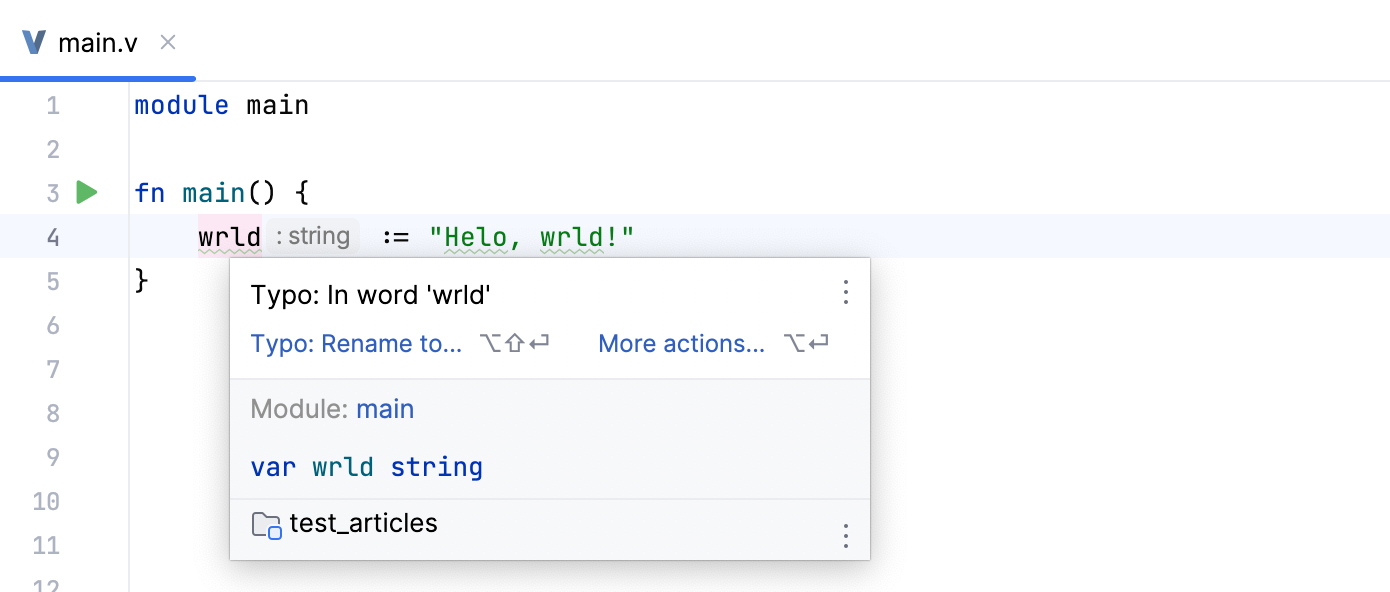 main.v
1 module main
2
3 fn main() {
4 wrld : string := "Helo, wrld!"
5 }
6
7
8
9
10
11
12
Typo: In word 'wrld'
Typo: Rename to... ⌥⇧⏎ More actions... ⌥⏎
Module: main
var wrld string
test_articles